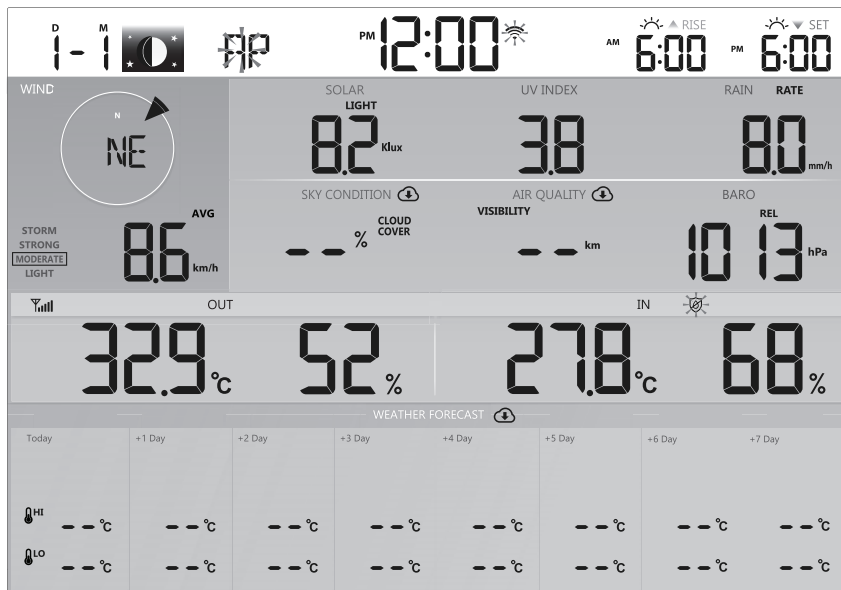 D M
1-1 AP PM 12:00 RISE AM 6:00 SET PM 6:00
WIND
N
NE
AVG
STORM
STRONG
MODERATE
LIGHT
8.6 km/h
SOLAR
LIGHT
8.2 Klux
UV INDEX
3.8
RAIN RATE
8.0 mm/h
SKY CONDITION
CLOUD
COVER
-- %
AIR QUALITY
VISIBILITY
-- km
BARO
REL
1013 hPa
OUT
32.9 °C 52 %
IN
27.8 °C 68 %
WEATHER FORECAST
Today +1 Day +2 Day +3 Day +4 Day +5 Day +6 Day +7 Day
HI -- °C -- °C -- °C -- °C -- °C -- °C -- °C -- °C
LO -- °C -- °C -- °C -- °C -- °C -- °C -- °C -- °C